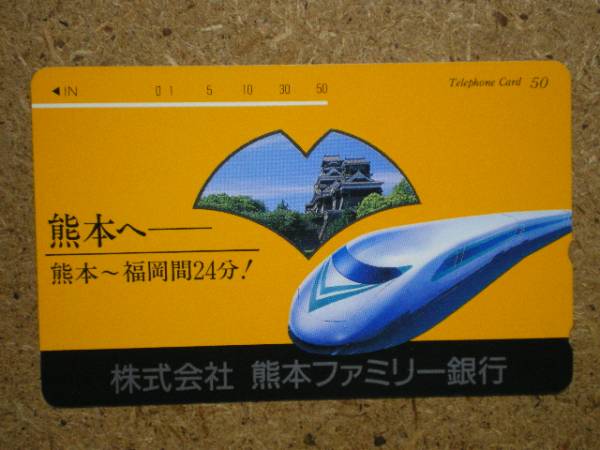 ◀IN 0 1 5 10 30 50
Telephone Card 50
熊本へ──
熊本～福岡間24分!
株式会社 熊本ファミリー銀行